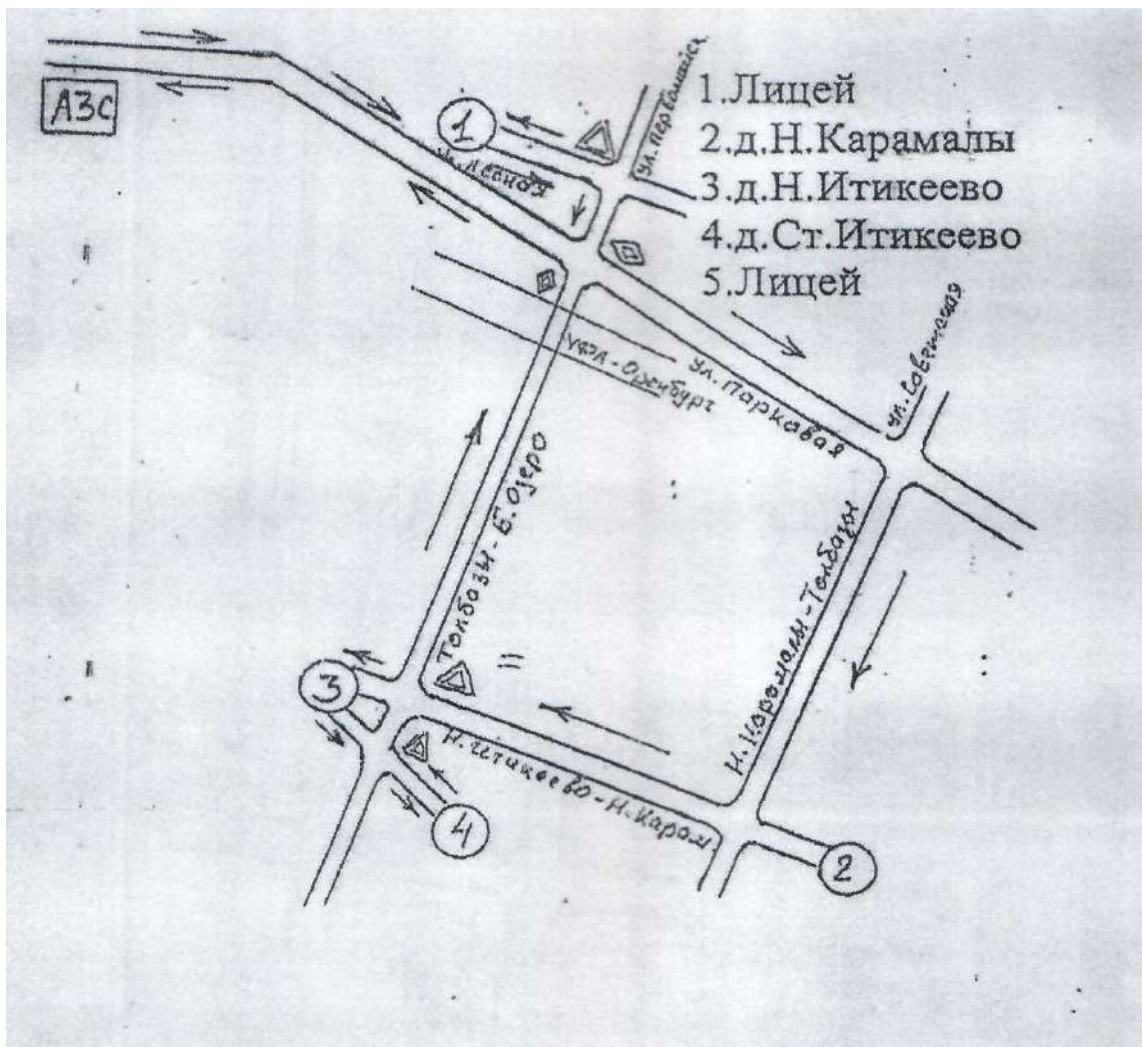 АЗС
1
ул. Лесная
ул. Первомайск
1.Лицей
2.д.Н.Карамалы
3.д.Н.Итикеево
4.д.Ст.Итикеево
5.Лицей
ул. Советская
УФА - Оренбург
ул. Парковая
Толбазы - Б. Озеро
Н. Карамалы - Толбазы
3
Н. Итикеево - Н. Карам
4
2